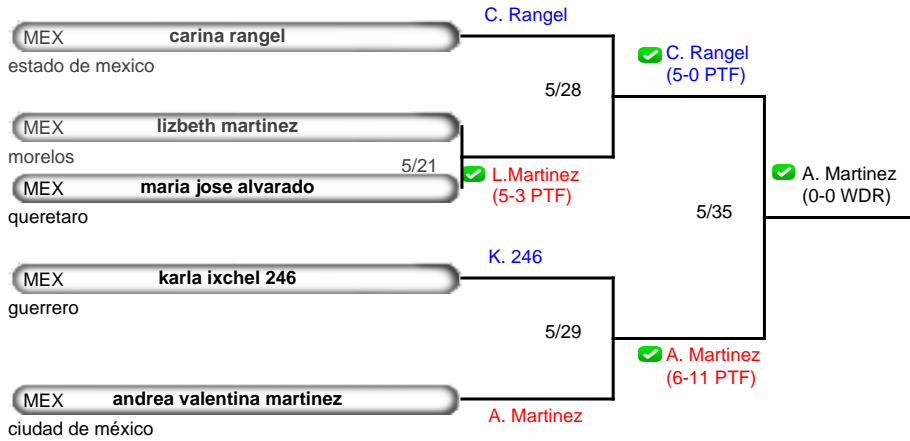 C. Rangel
MEX carina rangel
estado de mexico
C. Rangel
(5-0 PTF)
5/28
MEX lizbeth martinez
morelos
5/21
L.Martinez
(5-3 PTF)
MEX maria jose alvarado
queretaro
A. Martinez
(0-0 WDR)
5/35
K. 246
MEX karla ixchel 246
guerrero
5/29
A. Martinez
(6-11 PTF)
MEX andrea valentina martinez
ciudad de méxico
A. Martinez